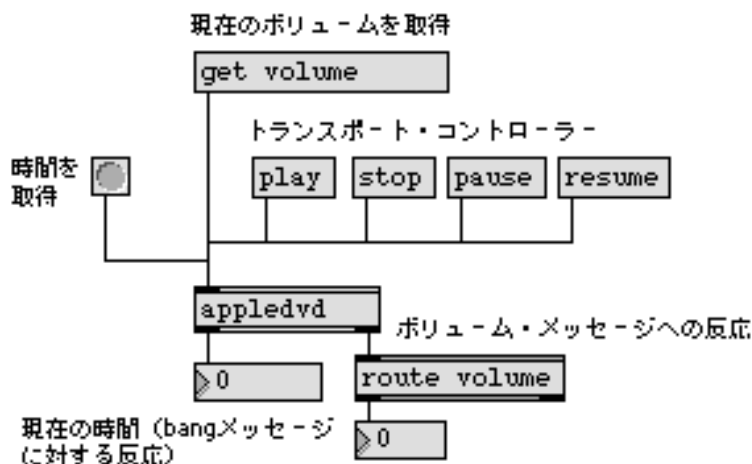 現在のボリュームを取得
get volume
トランスポート・コントローラー
時間を
取得
play stop pause resume
appledvd
ボリューム・メッセージへの反応
0
route volume
現在の時間（bangメッセージ
に対する反応）
0